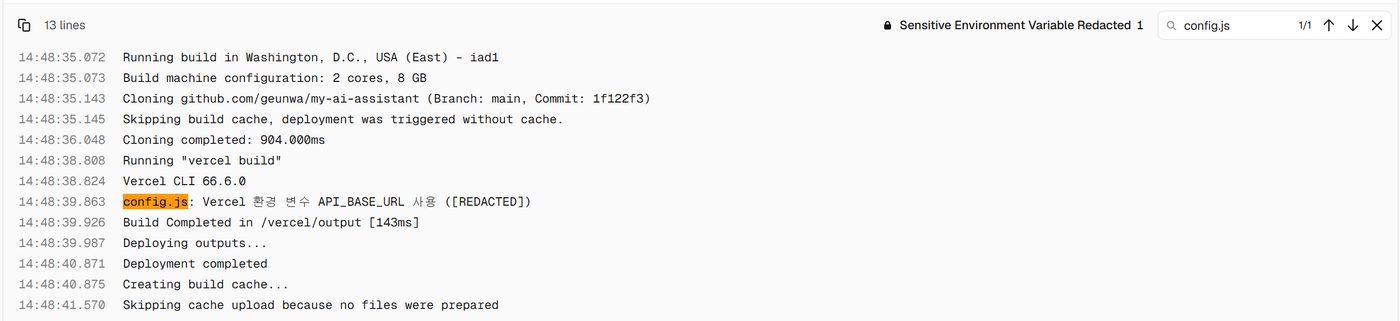 13 lines
Sensitive Environment Variable Redacted 1
config.js 1/1
14:48:35.072 Running build in Washington, D.C., USA (East) – iad1
14:48:35.073 Build machine configuration: 2 cores, 8 GB
14:48:35.143 Cloning github.com/geunwa/my-ai-assistant (Branch: main, Commit: 1f122f3)
14:48:35.145 Skipping build cache, deployment was triggered without cache.
14:48:36.048 Cloning completed: 904.000ms
14:48:38.808 Running "vercel build"
14:48:38.824 Vercel CLI 66.6.0
14:48:39.863 config.js: Vercel 환경 변수 API_BASE_URL 사용 ([REDACTED])
14:48:39.926 Build Completed in /vercel/output [143ms]
14:48:39.987 Deploying outputs...
14:48:40.871 Deployment completed
14:48:40.875 Creating build cache...
14:48:41.570 Skipping cache upload because no files were prepared